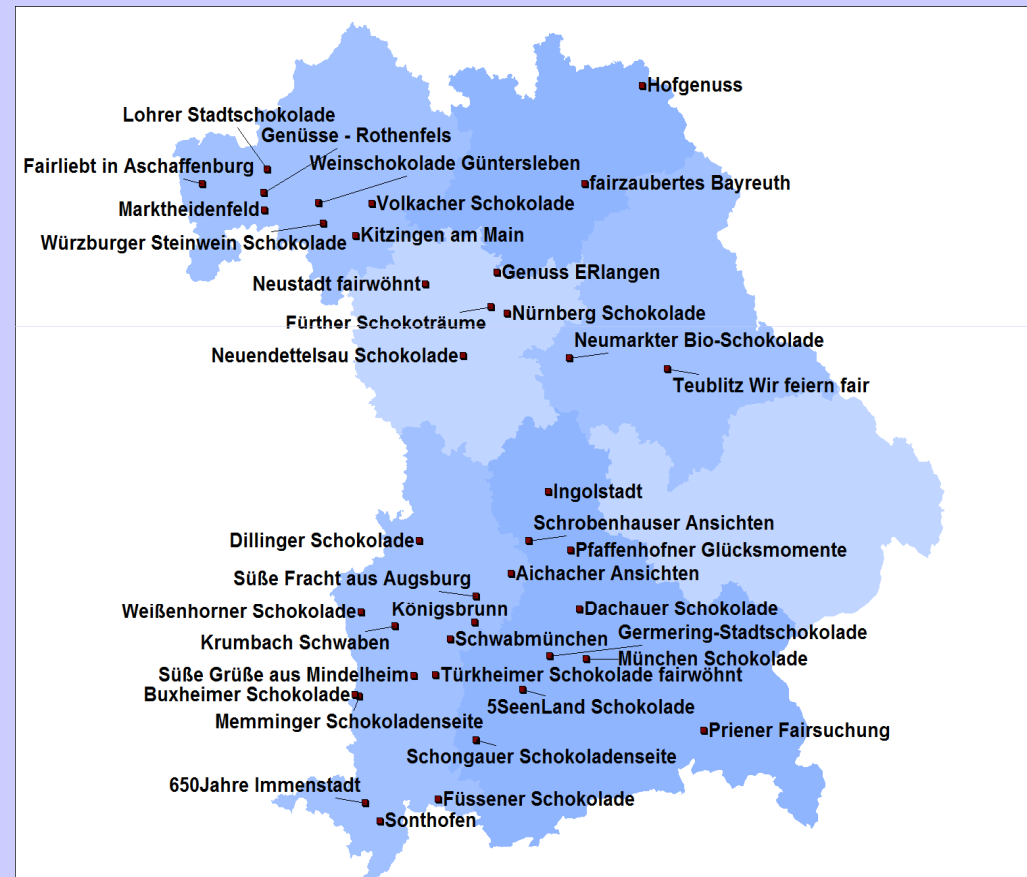 Hofgenuss
Lohrer Stadtschokolade
Genüsse - Rothenfels
Weinschokolade Güntersleben
Fairliebt in Aschaffenburg
fairzaubertes Bayreuth
Marktheidenfeld
Volkacher Schokolade
Würzburger Steinwein Schokolade
Kitzingen am Main
Genuss ERlangen
Neustadt fairwöhnt
Fürther Schokoträume
Nürnberg Schokolade
Neumarkter Bio-Schokolade
Neuendettelsau Schokolade
Teublitz Wir feiern fair
Ingolstadt
Schrobenhauser Ansichten
Dillinger Schokolade
Pfaffenhofner Glücksmomente
Aichacher Ansichten
Süße Fracht aus Augsburg
Königsbrunn
Dachauer Schokolade
Weißenhorner Schokolade
Germering-Stadtschokolade
Krumbach Schwaben
Schwabmünchen
München Schokolade
Süße Grüße aus Mindelheim
Türkheimer Schokolade fairwöhnt
Buxheimer Schokolade
5SeenLand Schokolade
Memminger Schokoladenseite
Priener Fairsuchung
Schongauer Schokoladenseite
650Jahre Immenstadt
Füssener Schokolade
Sonthofen